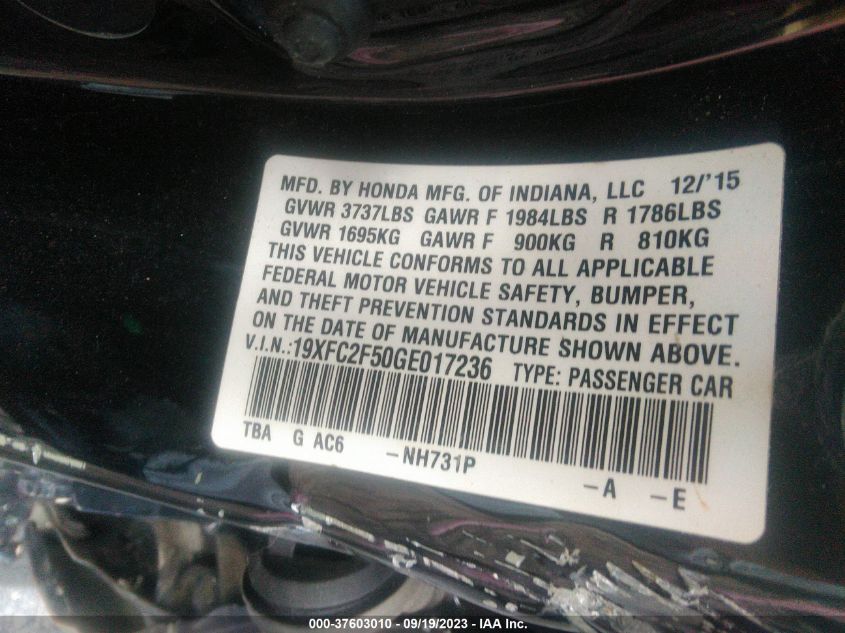 MFD. BY HONDA MFG. OF INDIANA, LLC 12/'15
GVWR 3737LBS GAWR F 1984LBS R 1786LBS
GVWR 1695KG GAWR F 900KG R 810KG
THIS VEHICLE CONFORMS TO ALL APPLICABLE
FEDERAL MOTOR VEHICLE SAFETY, BUMPER,
AND THEFT PREVENTION STANDARDS IN EFFECT
ON THE DATE OF MANUFACTURE SHOWN ABOVE.
V.I.N.:19XFC2F50GE017236 TYPE: PASSENGER CAR
TBA G AC6 -NH731P -A -E
000-37603010 - 09/19/2023 - IAA Inc.